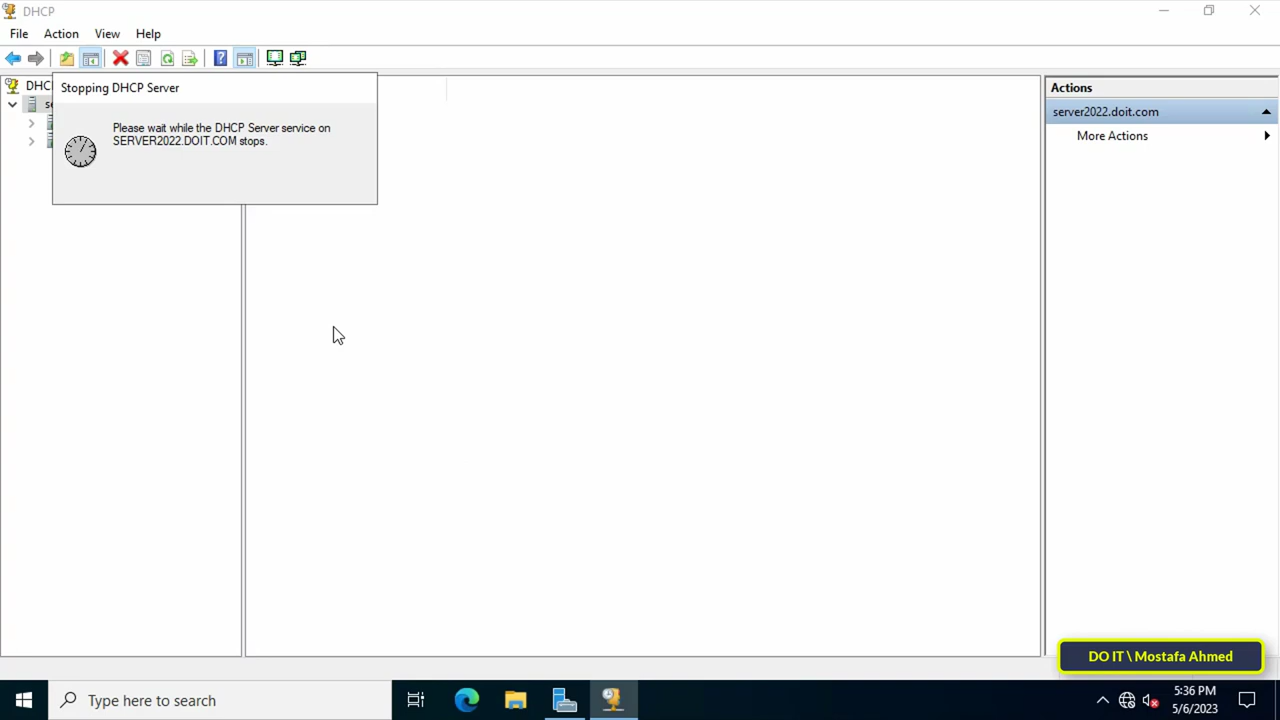 DHCP
File Action View Help
Stopping DHCP Server
Please wait while the DHCP Server service on
SERVER2022.DOIT.COM stops.
DHC
se
Actions
server2022.doit.com
More Actions
DO IT \ Mostafa Ahmed
Type here to search
5:36 PM
5/6/2023